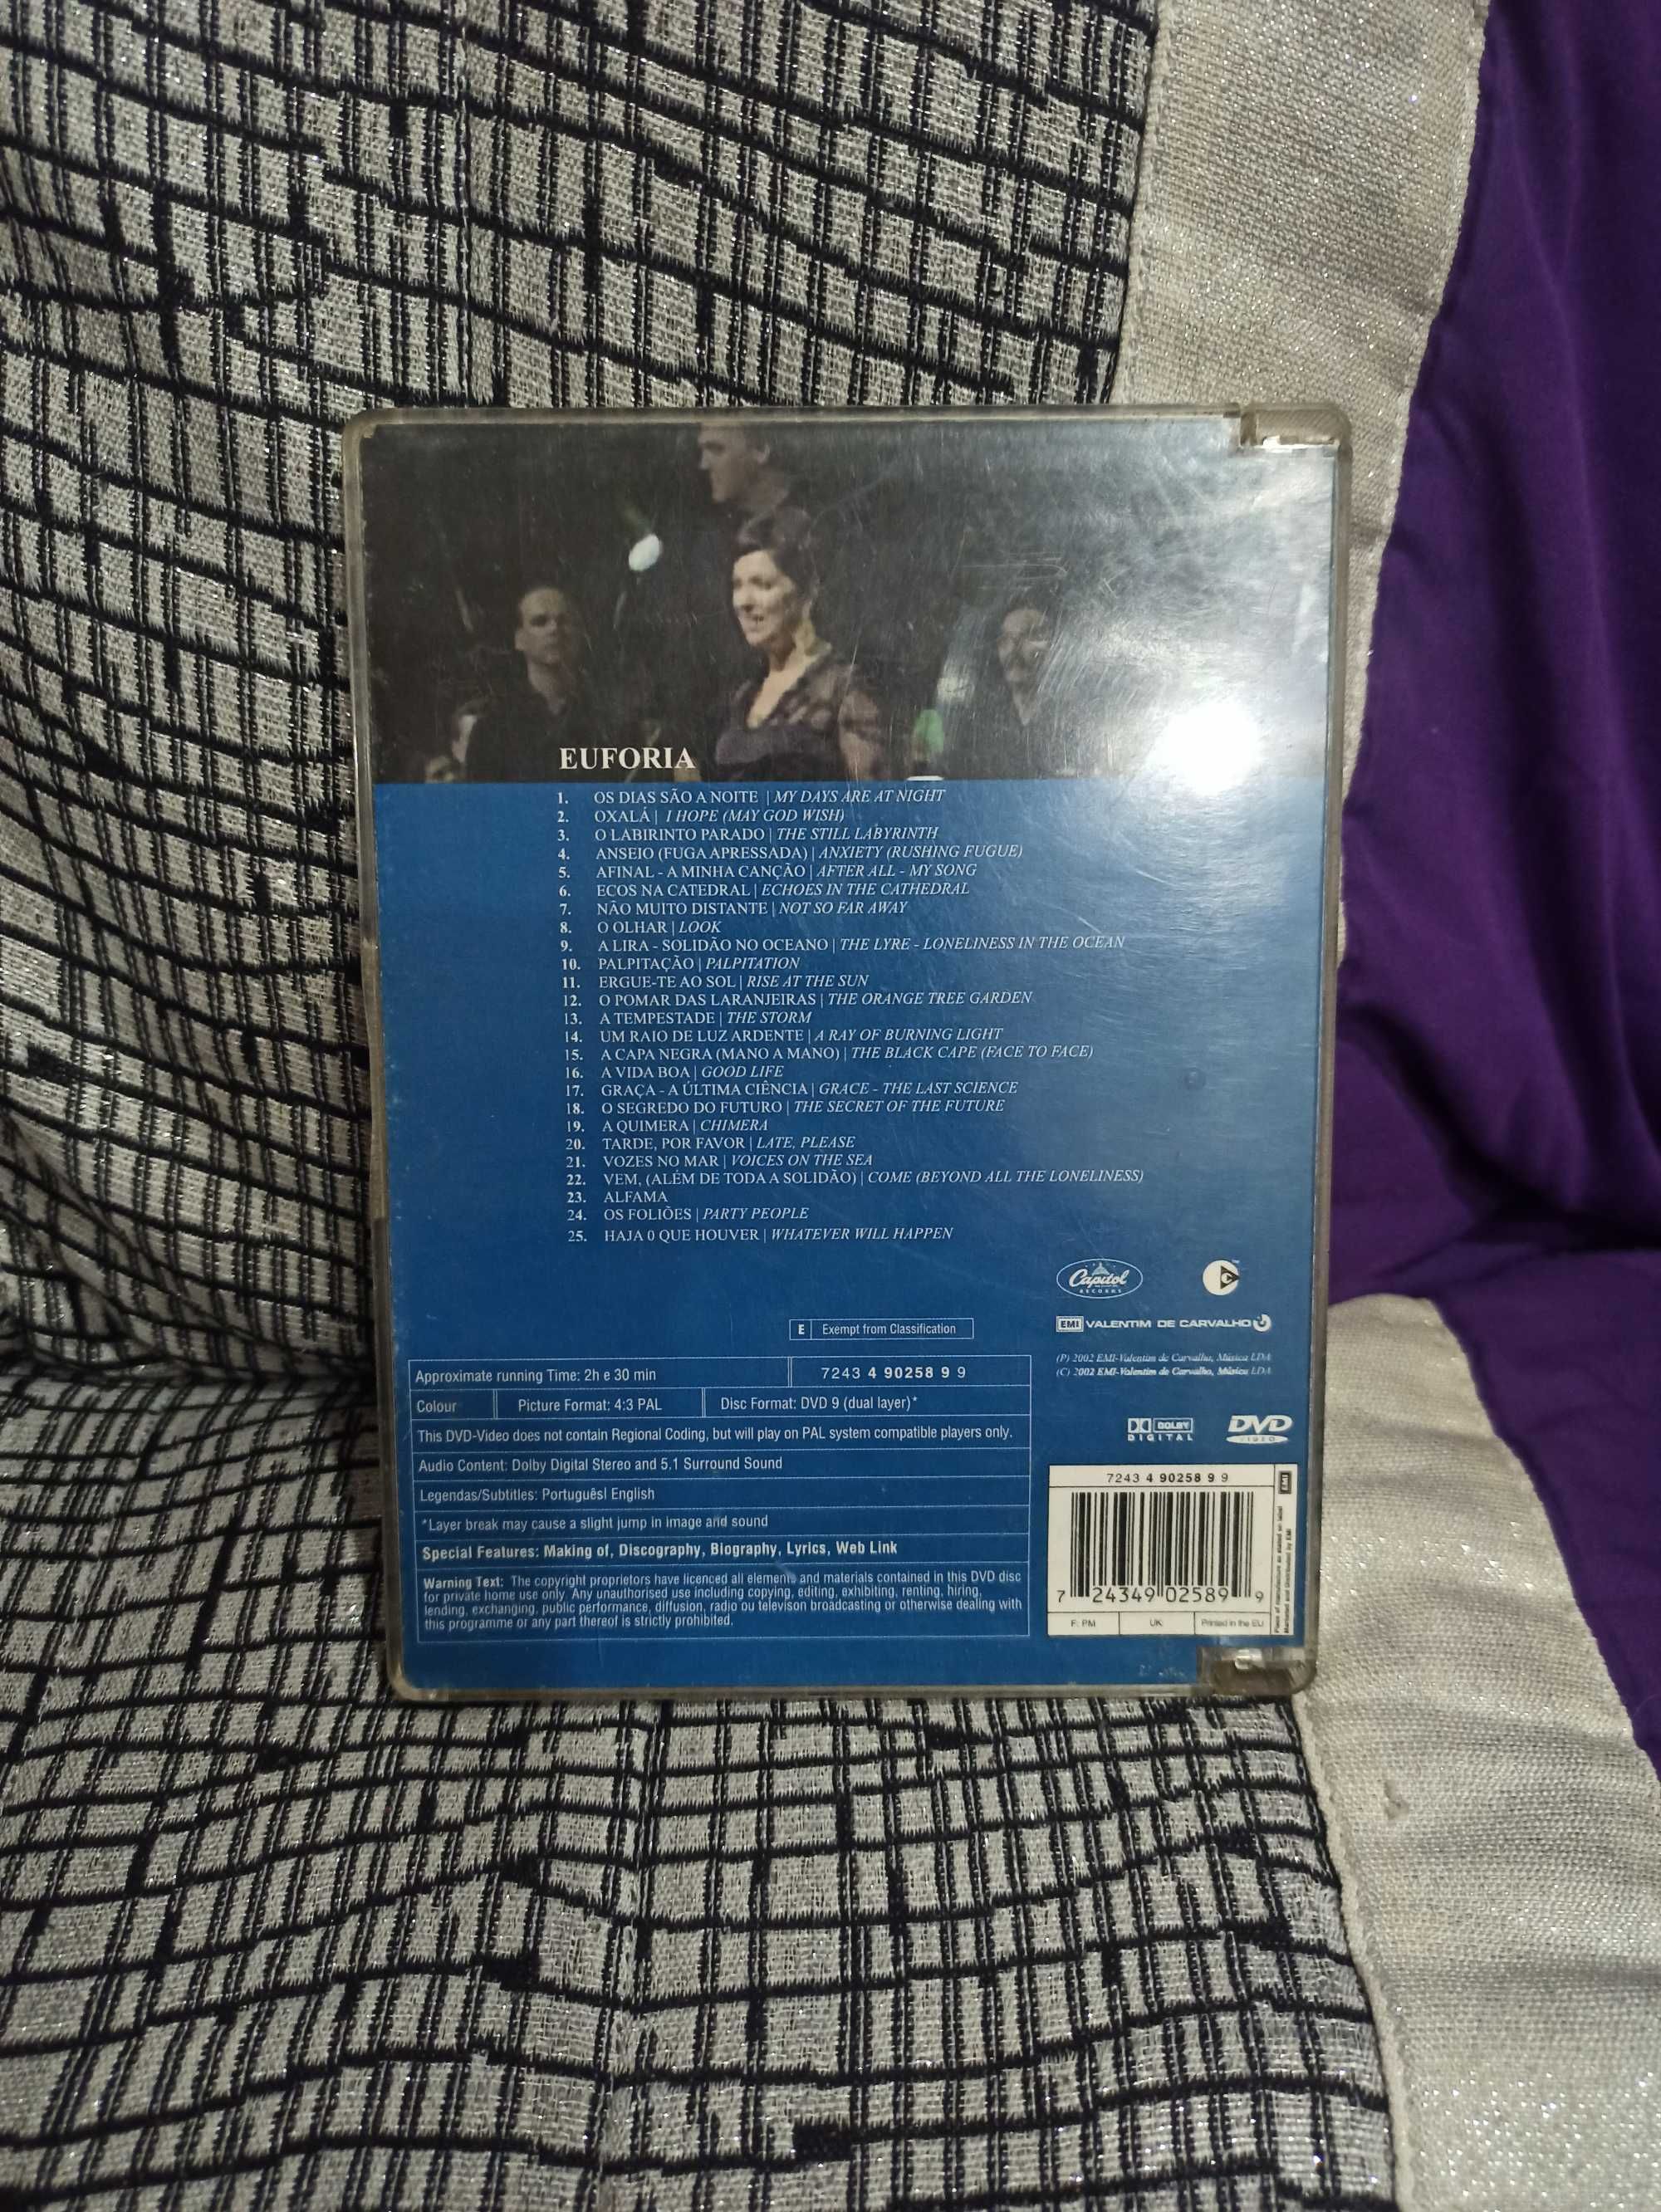 EUFORIA
1. OS DIAS SÃO A NOITE | MY DAYS ARE AT NIGHT
2. OXALÁ | I HOPE (MAY GOD WISH)
3. O LABIRINTO PARADO | THE STILL LABYRINTH
4. ANSEIO (FUGA APRESSADA) | ANXIETY (RUSHING FUGUE)
5. AFINAL - A MINHA CANÇÃO | AFTER ALL - MY SONG
6. ECOS NA CATEDRAL | ECHOES IN THE CATHEDRAL
7. NÃO MUITO DISTANTE | NOT SO FAR AWAY
8. O OLHAR | LOOK
9. A LIRA - SOLIDÃO NO OCEANO | THE LYRE - LONELINESS IN THE OCEAN
10. PALPITAÇÃO | PALPITATION
11. ERGUE-TE AO SOL | RISE AT THE SUN
12. O POMAR DAS LARANJEIRAS | THE ORANGE TREE GARDEN
13. A TEMPESTADE | THE STORM
14. UM RAIO DE LUZ ARDENTE | A RAY OF BURNING LIGHT
15. A CAPA NEGRA (MANO A MANO) | THE BLACK CAPE (FACE TO FACE)
16. A VIDA BOA | GOOD LIFE
17. GRAÇA - A ÚLTIMA CIÊNCIA | GRACE - THE LAST SCIENCE
18. O SEGREDO DO FUTURO | THE SECRET OF THE FUTURE
19. A QUIMERA | CHIMERA
20. TARDE, POR FAVOR | LATE, PLEASE
21. VOZES NO MAR | VOICES ON THE SEA
22. VEM, (ALÉM DE TODA A SOLIDÃO) | COME (BEYOND ALL THE LONELINESS)
23. ALFAMA
24. OS FOLIÕES | PARTY PEOPLE
25. HAJA 0 QUE HOUVER | WHATEVER WILL HAPPEN
Capitol
RECORDS
E Exempt from Classification
EMI VALENTIM DE CARVALHO
(P) 2002 EMI-Valentim de Carvalho, Música LDA
(C) 2002 EMI-Valentim de Carvalho, Música LDA
Approximate running Time: 2h e 30 min
7243 4 90258 9 9
Colour
Picture Format: 4:3 PAL
Disc Format: DVD 9 (dual layer)*
This DVD-Video does not contain Regional Coding, but will play on PAL system compatible players only.
Audio Content: Dolby Digital Stereo and 5.1 Surround Sound
Legendas/Subtitles: Portuguêsl English
*Layer break may cause a slight jump in image and sound
Special Features: Making of, Discography, Biography, Lyrics, Web Link
Warning Text: The copyright proprietors have licenced all elements and materials contained in this DVD disc
for private home use only. Any unauthorised use including copying, editing, exhibiting, renting, hiring,
lending, exchanging, public performance, diffusion, radio ou televison broadcasting or otherwise dealing with
this programme or any part thereof is strictly prohibited.
DOLBY
DIGITAL
DVD
VIDEO
7243 4 90258 9 9
7 24349 02589 9
F: PM
UK
Printed in the EU
EMI